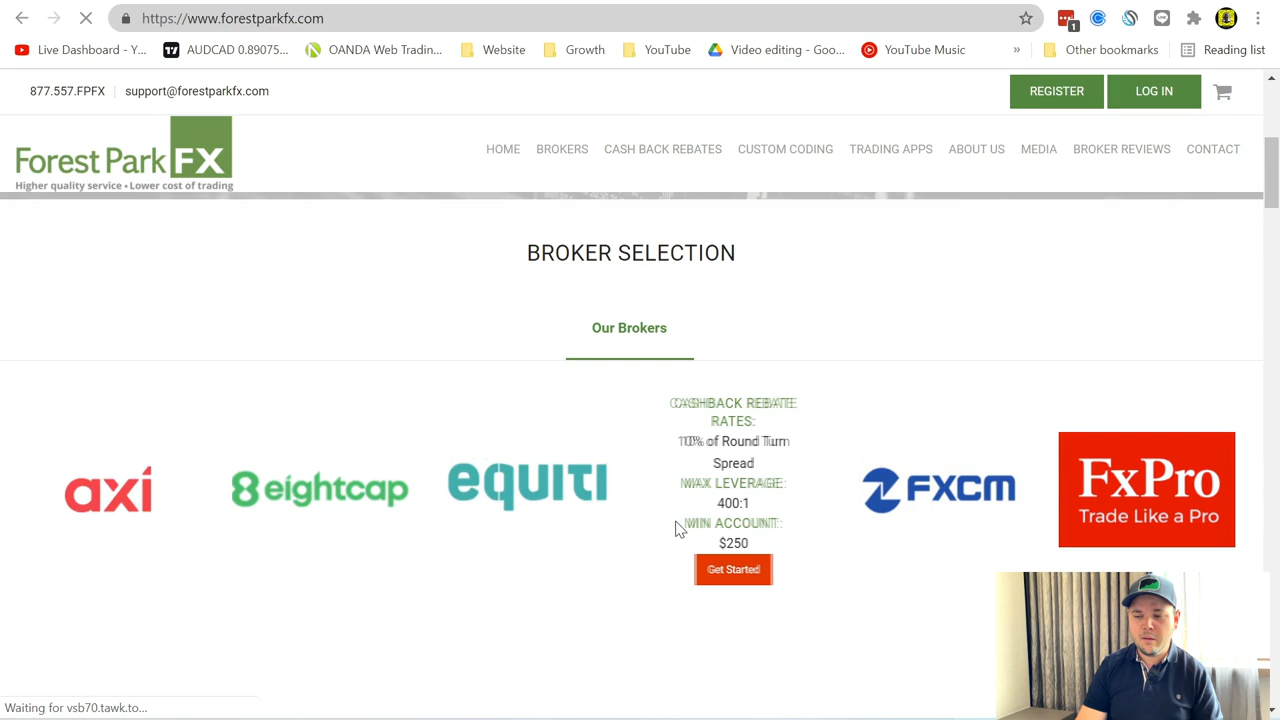 https://www.forestparkfx.com
1
Live Dashboard - Y...
AUDCAD 0.89075...
OANDA Web Tradin...
Website
Growth
YouTube
Video editing - Goo...
YouTube Music
»
Other bookmarks
Reading list
877.557.FPFX
support@forestparkfx.com
REGISTER
LOG IN
Forest Park FX
Higher quality service • Lower cost of trading
HOME
BROKERS
CASH BACK REBATES
CUSTOM CODING
TRADING APPS
ABOUT US
MEDIA
BROKER REVIEWS
CONTACT
BROKER SELECTION
Our Brokers
axi
8eightcap
equiti
CASHBACK REBATE
RATES:
10% of Round Turn
Spread
MAX LEVERAGE:
400:1
MIN ACCOUNT:
$250
Get Started
FXCM
FxPro
Trade Like a Pro
Waiting for vsb70.tawk.to...